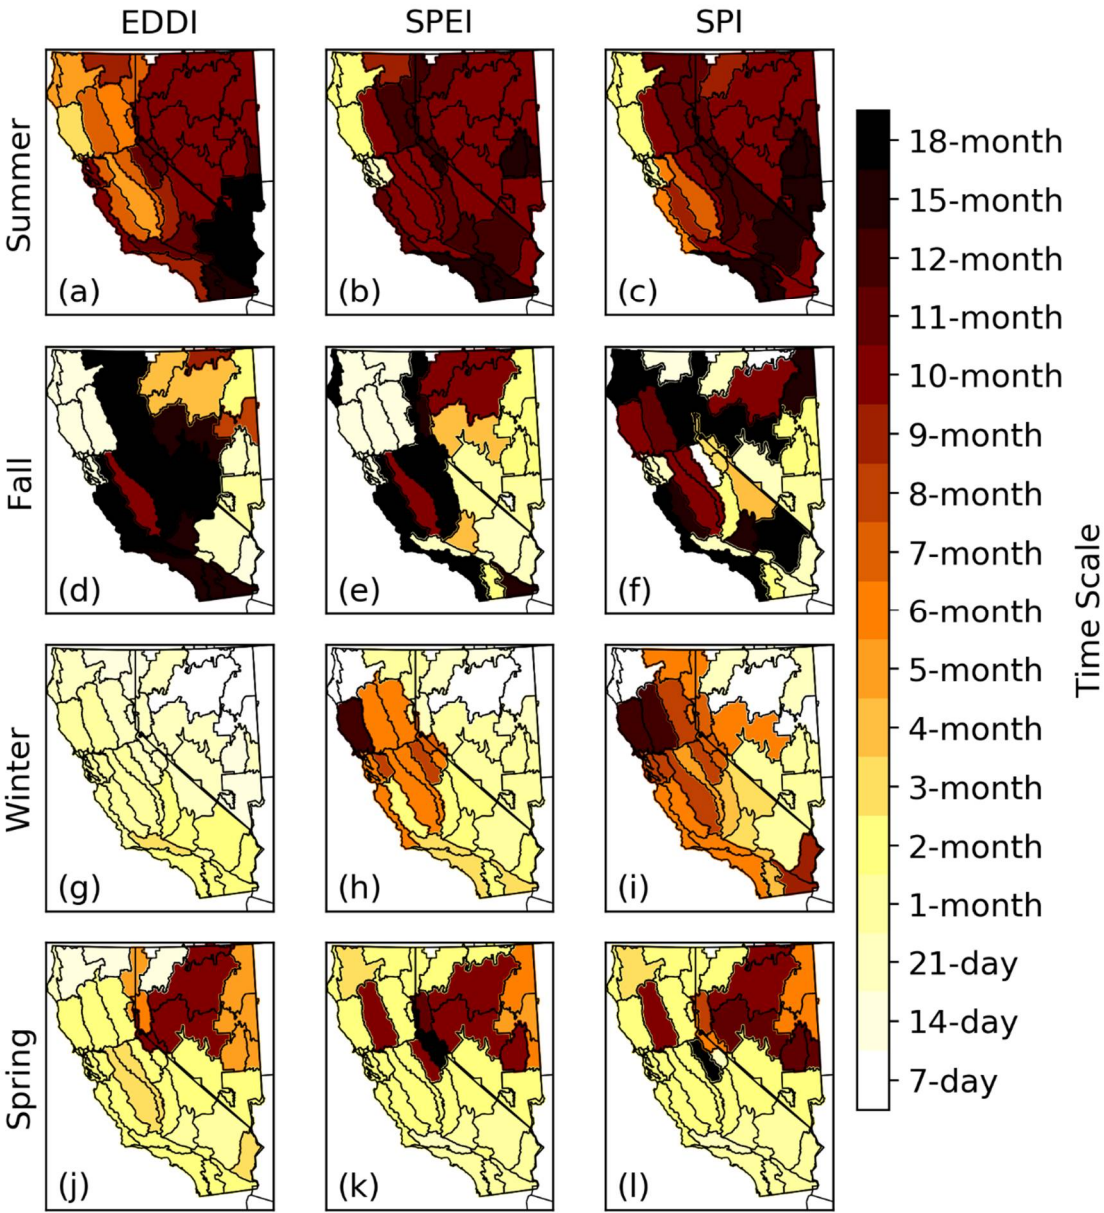 EDDI SPEI SPI
Summer
(a) (b) (c)
Fall
(d) (e) (f)
Winter
(g) (h) (i)
Spring
(j) (k) (l)
18-month
15-month
12-month
11-month
10-month
9-month
8-month
7-month
6-month
5-month
4-month
3-month
2-month
1-month
21-day
14-day
7-day
Time Scale